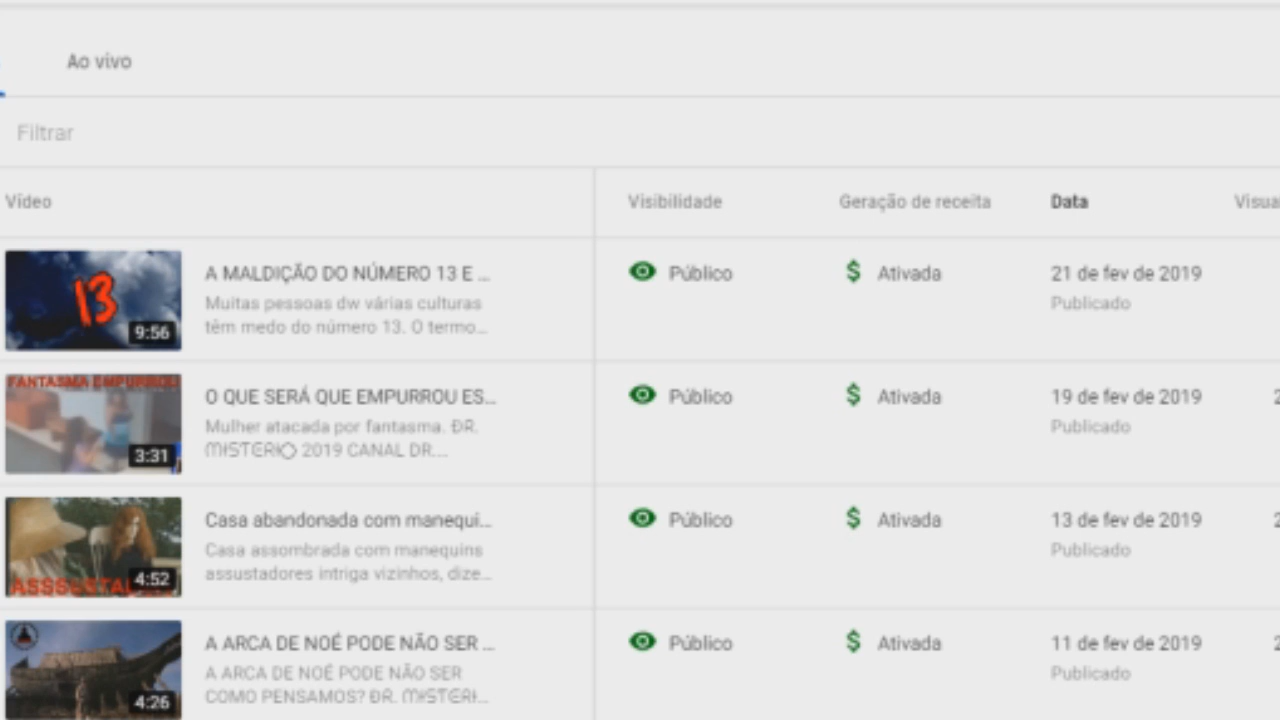 Ao vivo
Filtrar
Vídeo Visibilidade Geração de receita Data
13
9:56
A MALDIÇÃO DO NÚMERO 13 E ...
Muitas pessoas dw várias culturas
têm medo do número 13. O termo...
Público
Ativada
21 de fev de 2019
Publicado
FANTASMA EMPURROU
3:31
O QUE SERÁ QUE EMPURROU ES...
Mulher atacada por fantasma. ĐR.
MISTERIO 2019 CANAL DR....
Público
Ativada
19 de fev de 2019
Publicado
4:52
Casa abandonada com manequi...
Casa assombrada com manequins
assustadores intriga vizinhos, dize...
Público
Ativada
13 de fev de 2019
Publicado
4:26
A ARCA DE NOÉ PODE NÃO SER ...
A ARCA DE NOÉ PODE NÃO SER
COMO PENSAMOS? ĐR. MISTERI...
Público
Ativada
11 de fev de 2019
Publicado